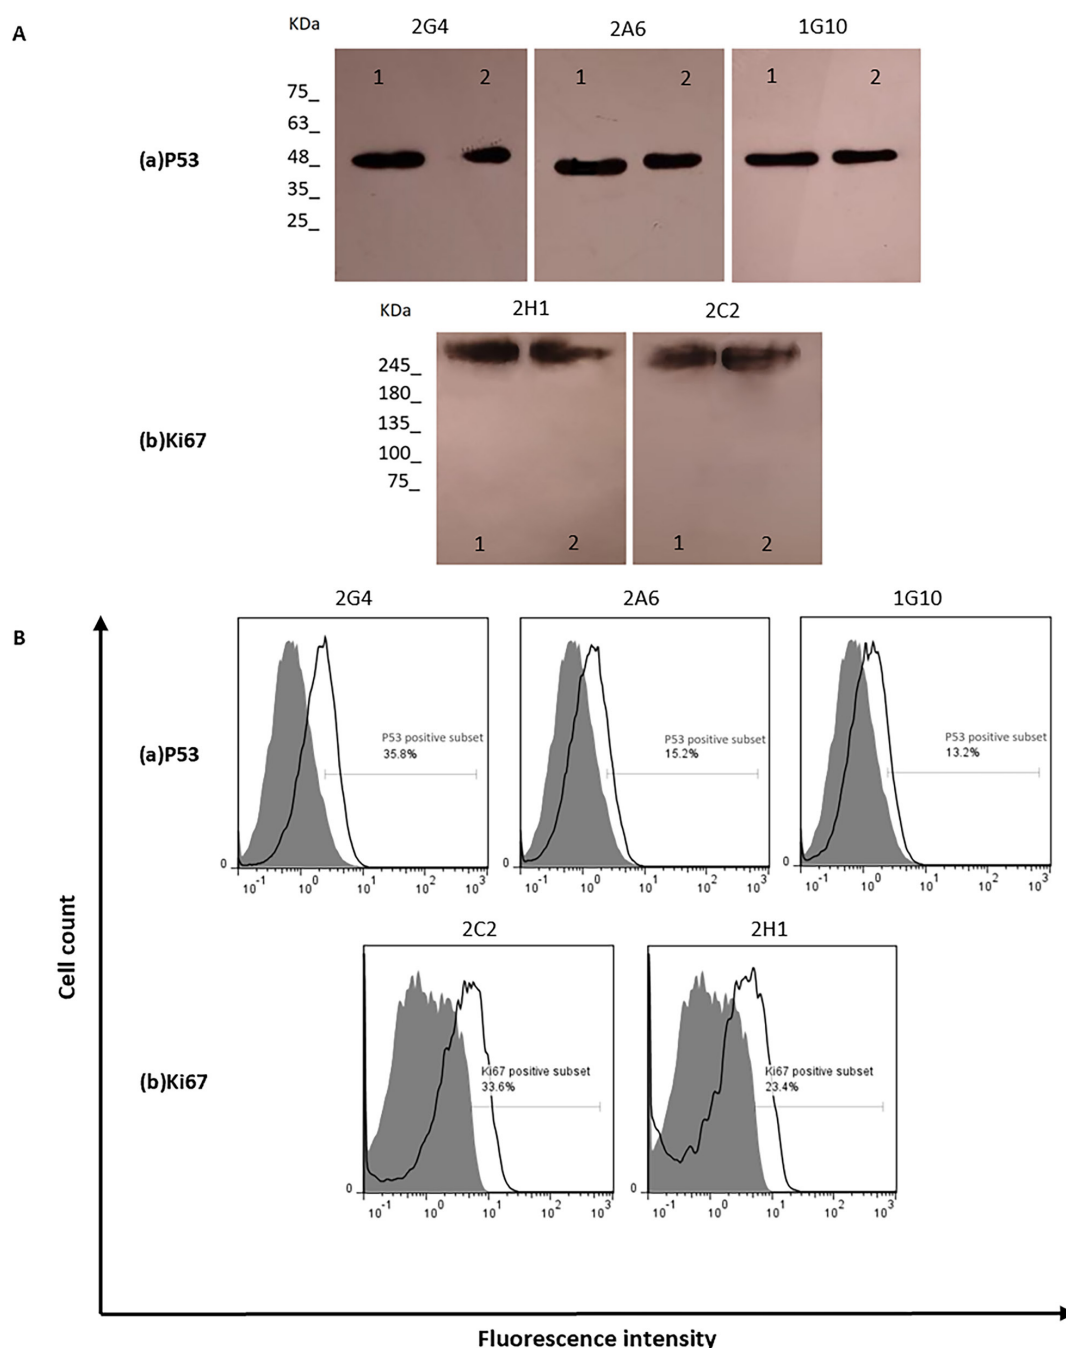 A
KDa 2G4 2A6 1G10
1 2 1 2 1 2
75_
63_
(a)P53 48_
35_
25_
KDa 2H1 2C2
245_
180_
135_
(b)Ki67 100_
75_
1 2 1 2
B
2G4 2A6 1G10
(a)P53
P53 positive subset
35.8%
P53 positive subset
15.2%
P53 positive subset
13.2%
0 0 0
10-1 100 101 102 103 10-1 100 101 102 103 10-1 100 101 102 103
2C2 2H1
(b)Ki67
Ki67 positive subset
33.6%
Ki67 positive subset
23.4%
0 0
10-1 100 101 102 103 10-1 100 101 102 103
Cell count
Fluorescence intensity